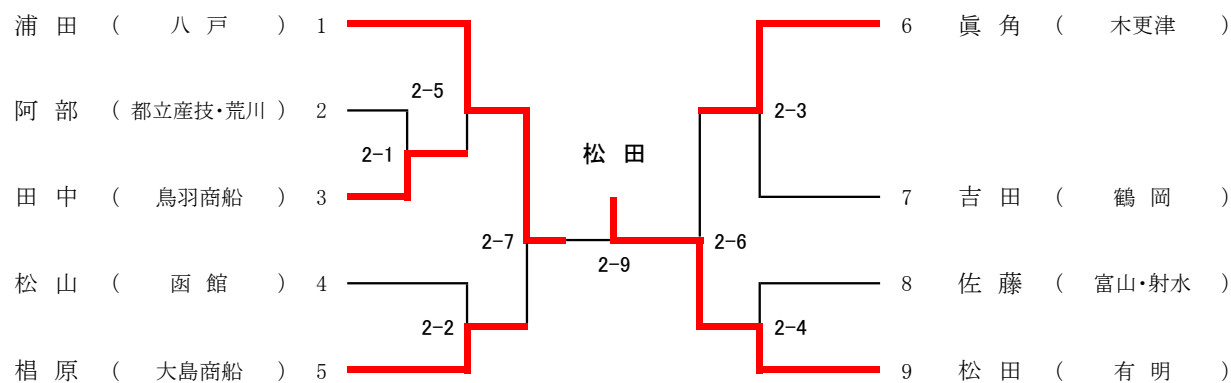 浦 田 ( 八 戸 ) 1
6 眞 角 ( 木更津 )
2-5
阿 部 ( 都立産技・荒川 ) 2
2-3
2-1
松 田
田 中 ( 鳥羽商船 ) 3
7 吉 田 ( 鶴 岡 )
2-7
2-6
2-9
松 山 ( 函 館 ) 4
8 佐 藤 ( 富山・射水 )
2-2
2-4
椙 原 ( 大島商船 ) 5
9 松 田 ( 有 明 )